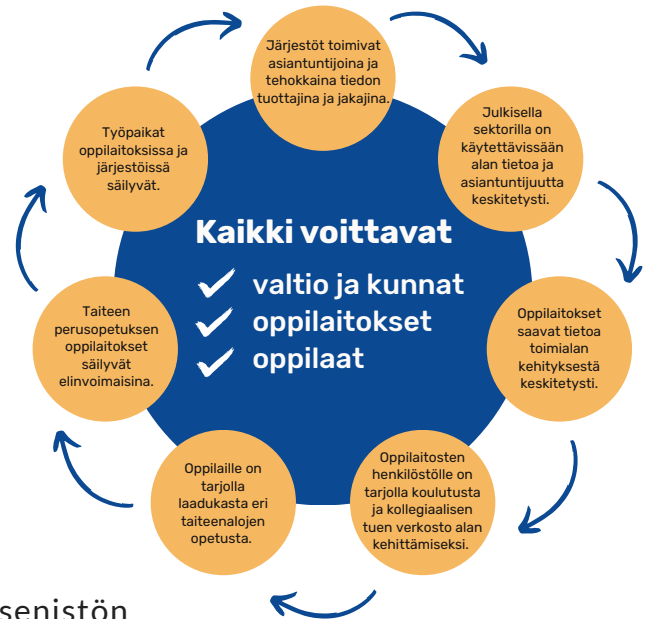 Järjestöt toimivat
asiantuntijoina ja
tehokkaina tiedon
tuottajina ja jakajina.
Julkisella
sektorilla on
käytettävissään
alan tietoa ja
asiantuntijuutta
keskitetysti.
Oppilaitokset
saavat tietoa
toimialan
kehityksestä
keskitetysti.
Oppilaitosten
henkilöstölle on
tarjolla koulutusta
ja kollegiaalisen
tuen verkosto alan
kehittämiseksi.
Oppilaille on
tarjolla
laadukasta eri
taiteenalojen
opetusta.
Taiteen
perusopetuksen
oppilaitokset
säilyvät
elinvoimaisina.
Työpaikat
oppilaitoksissa ja
järjestöissä
säilyvät.
Kaikki voittavat
valtio ja kunnat
oppilaitokset
oppilaat
senistön